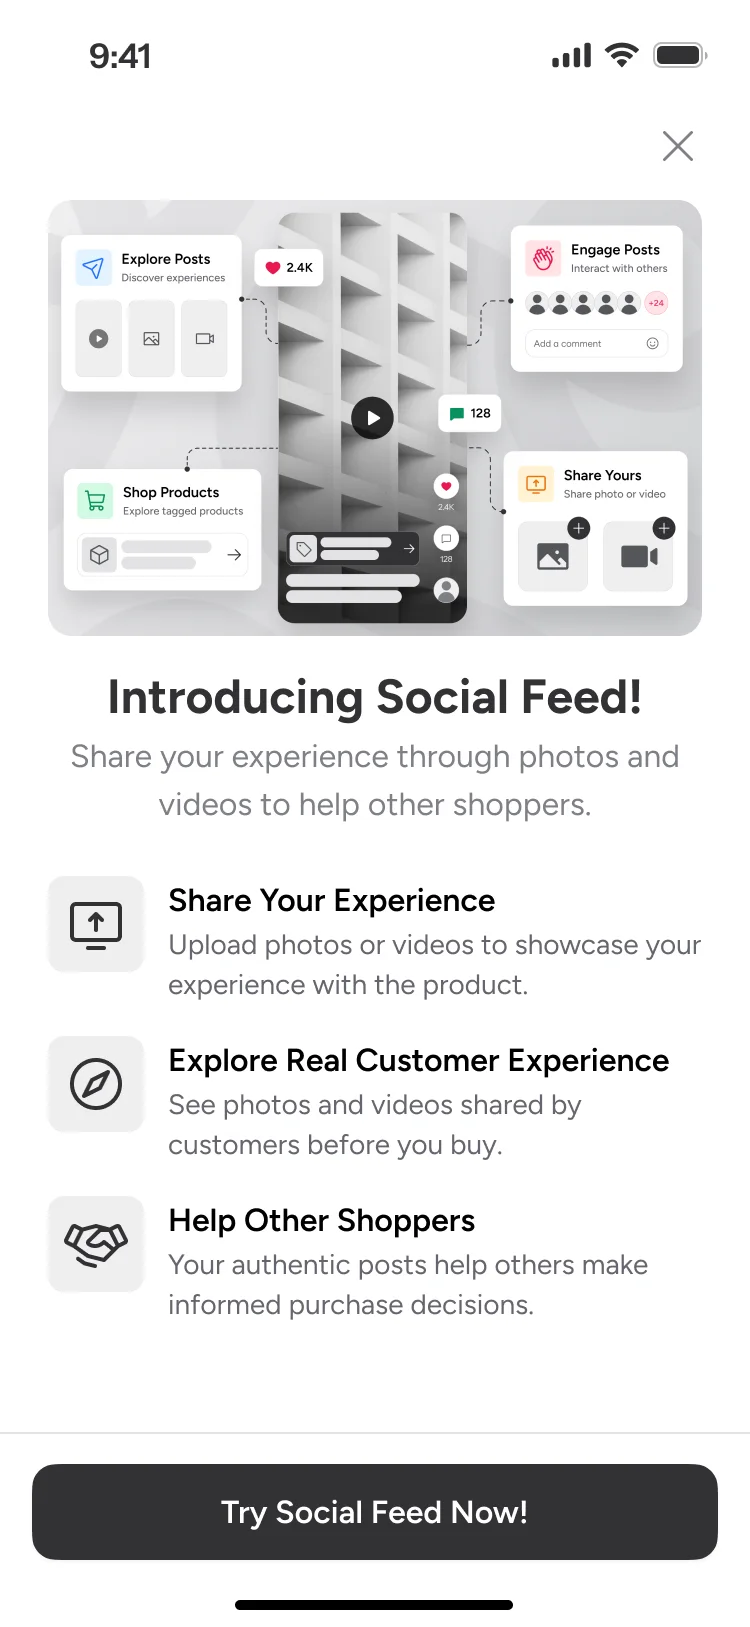 9:41
Explore Posts
Discover experiences
2.4K
Engage Posts
Interact with others
+24
Add a comment
128
Shop Products
Explore tagged products
2.4K
128
Share Yours
Share photo or video
Introducing Social Feed!
Share your experience through photos and
videos to help other shoppers.
Share Your Experience
Upload photos or videos to showcase your
experience with the product.
Explore Real Customer Experience
See photos and videos shared by
customers before you buy.
Help Other Shoppers
Your authentic posts help others make
informed purchase decisions.
Try Social Feed Now!